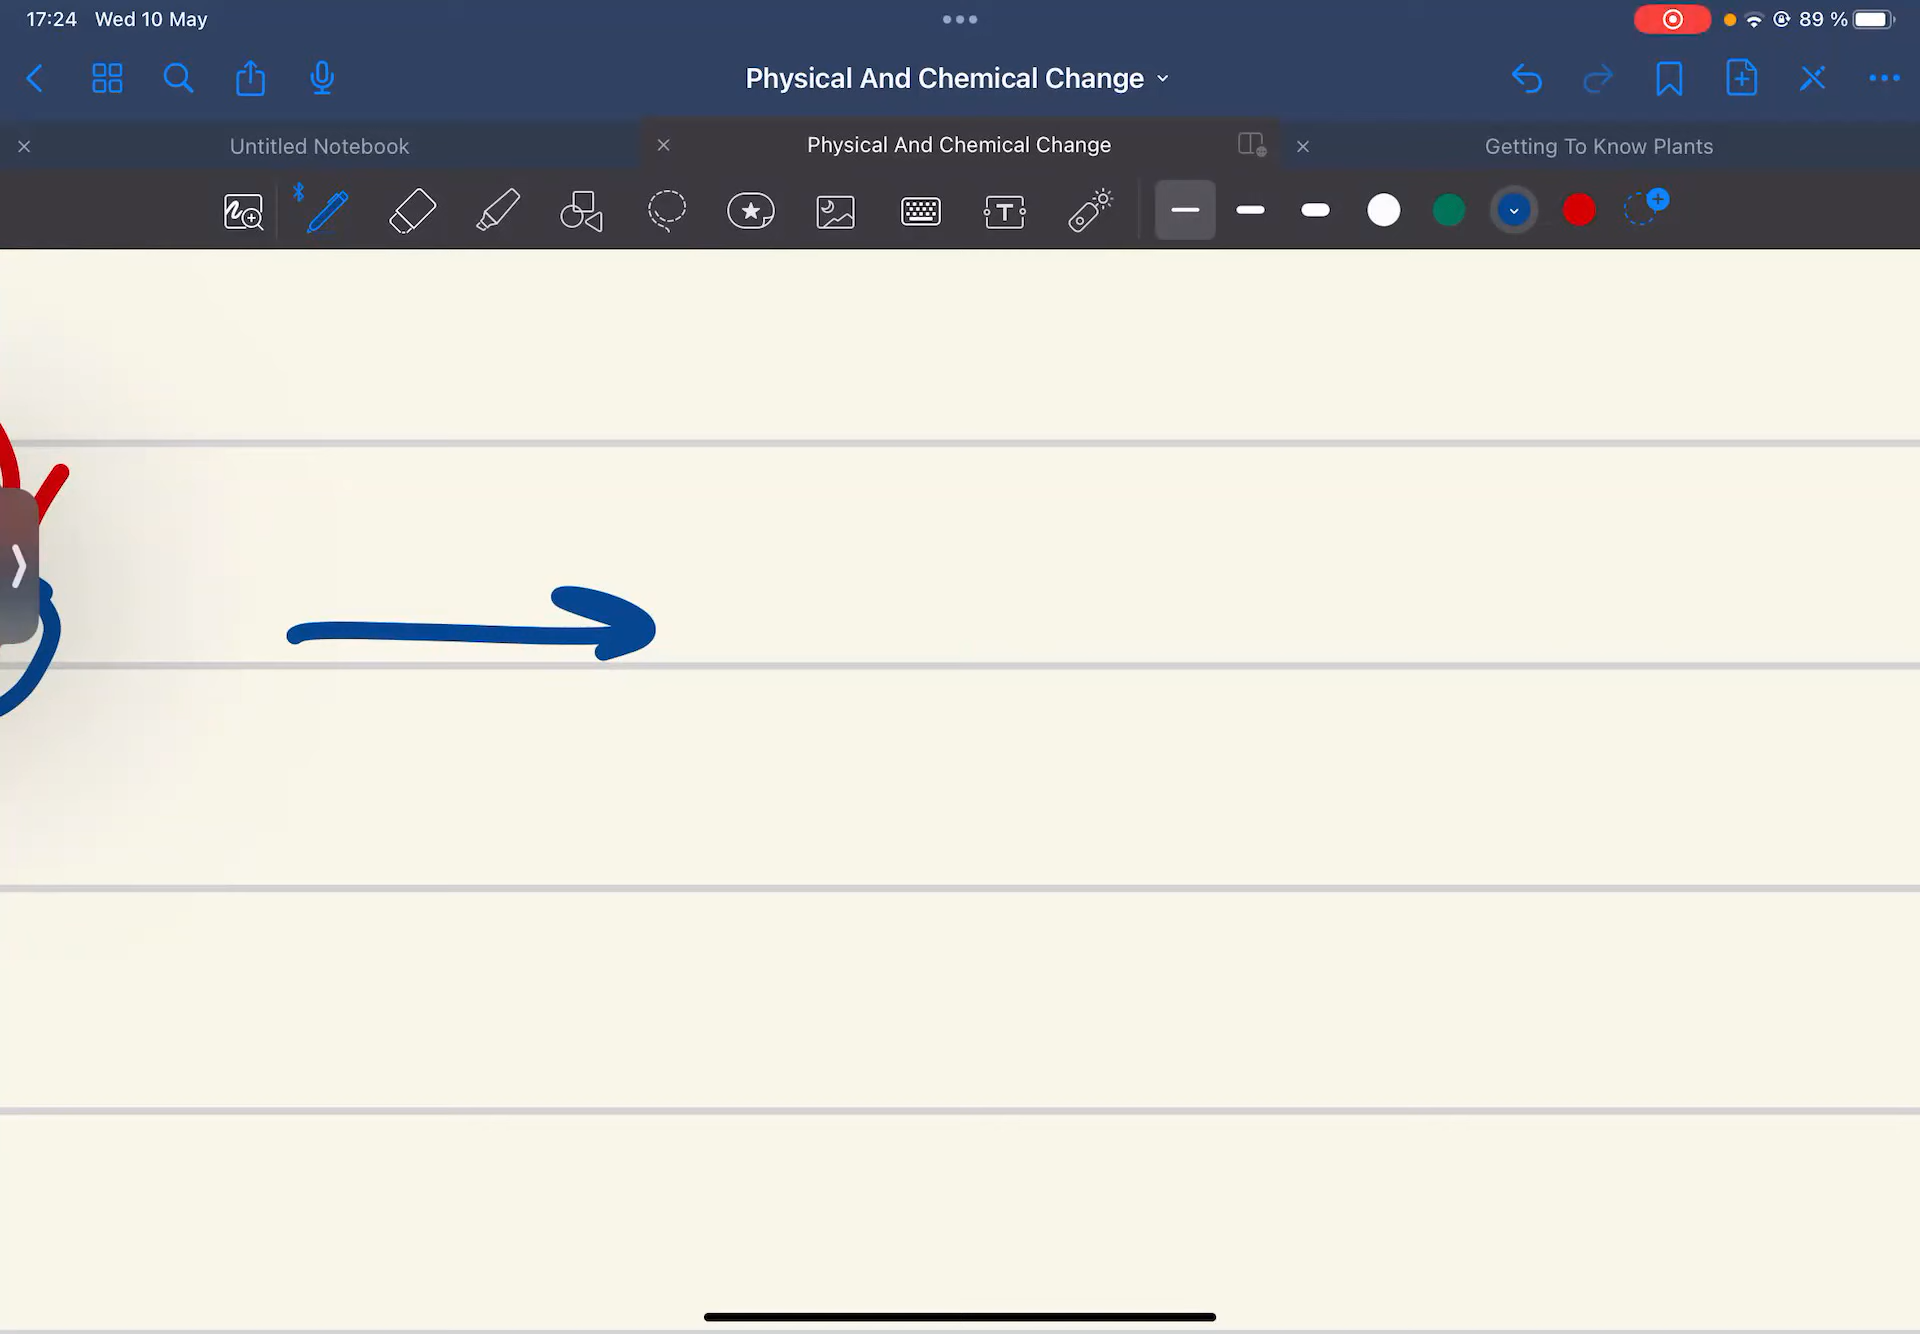 17:24 Wed 10 May 89 %
Physical And Chemical Change
Untitled Notebook Physical And Chemical Change Getting To Know Plants
T